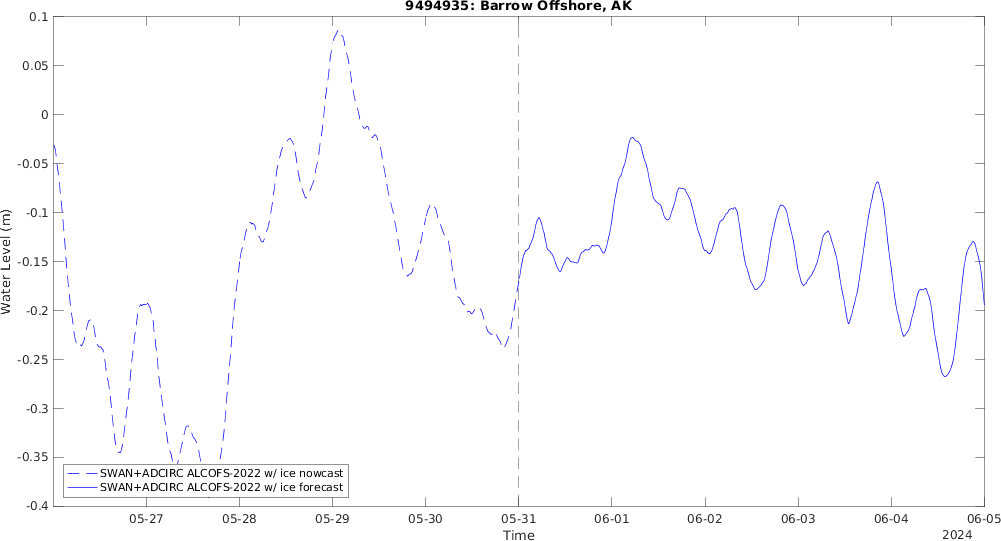 9494935: Barrow Offshore, AK
Water Level (m)
0.1
0.05
0
-0.05
-0.1
-0.15
-0.2
-0.25
-0.3
-0.35
-0.4
SWAN+ADCIRC ALCOFS-2022 w/ ice nowcast
SWAN+ADCIRC ALCOFS-2022 w/ ice forecast
05-27 05-28 05-29 05-30 05-31 06-01 06-02 06-03 06-04 06-05
Time
2024